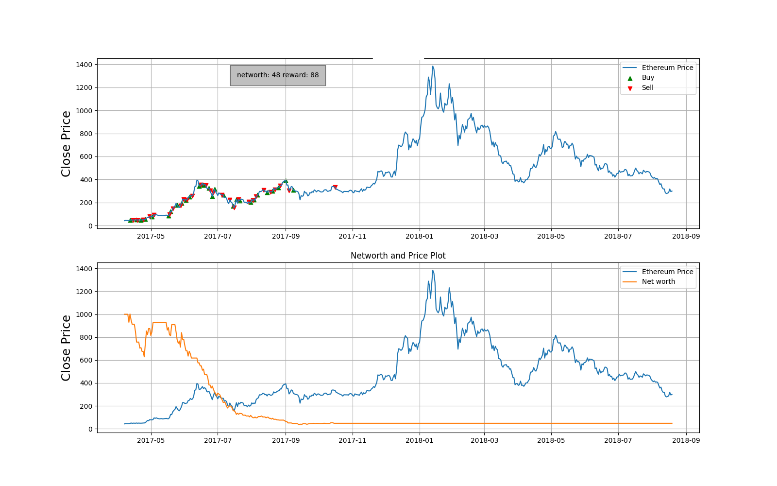 1400
1200
1000
800
600
400
200
0
Close Price
networth: 48 reward: 88
Ethereum Price
Buy
Sell
2017-05 2017-07 2017-09 2017-11 2018-01 2018-03 2018-05 2018-07 2018-09
Networth and Price Plot
1400
1200
1000
800
600
400
200
0
Close Price
Ethereum Price
Net worth
2017-05 2017-07 2017-09 2017-11 2018-01 2018-03 2018-05 2018-07 2018-09